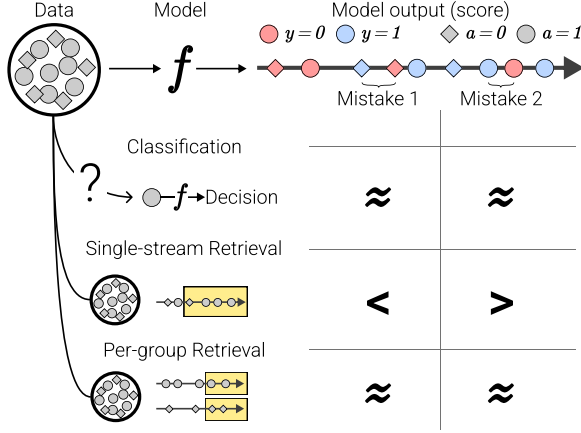 Data
Model
Model output (score)
f
y=0
y=1
a=0
a=1
Mistake 1
Mistake 2
Classification
?
f
Decision
≈
≈
Single-stream Retrieval
<
>
Per-group Retrieval
≈
≈